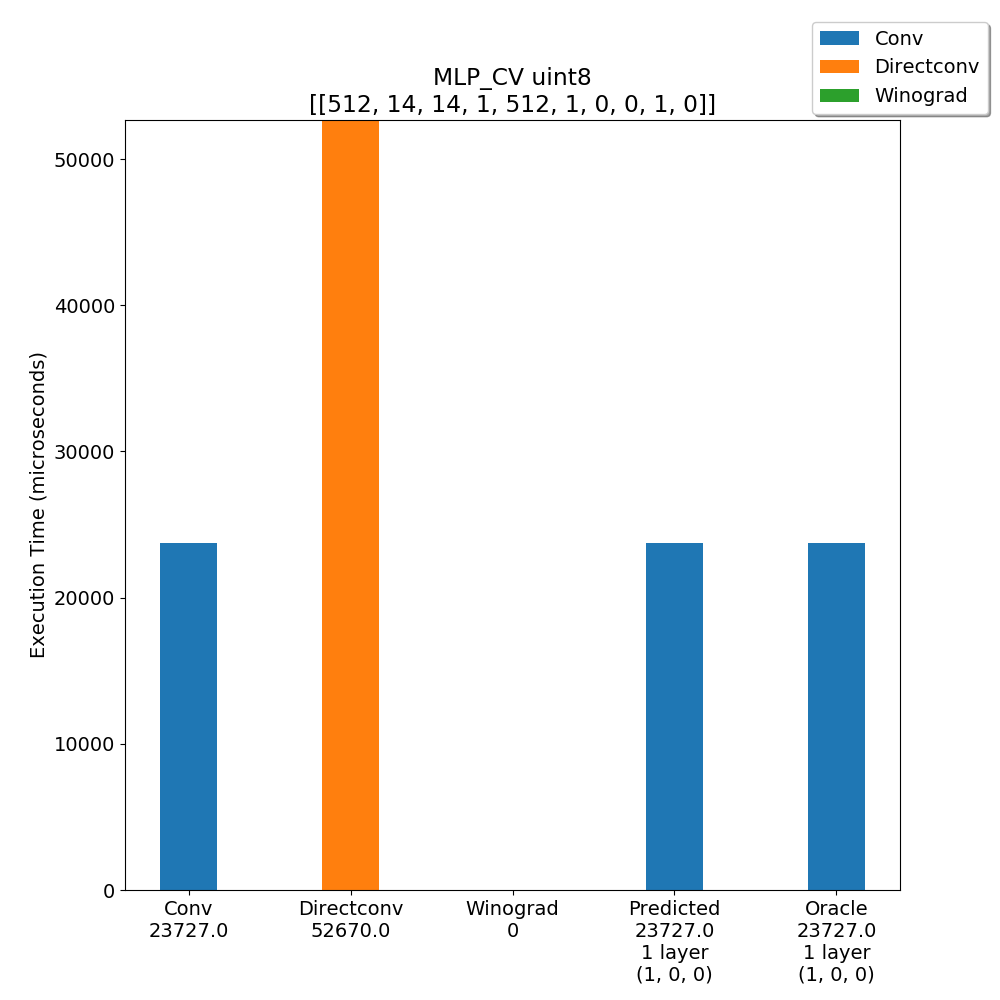 Conv
Directconv
Winograd
MLP_CV uint8
[[512, 14, 14, 1, 512, 1, 0, 0, 1, 0]]
Execution Time (microseconds)
50000
40000
30000
20000
10000
0
Conv
23727.0
Directconv
52670.0
Winograd
0
Predicted
23727.0
1 layer
(1, 0, 0)
Oracle
23727.0
1 layer
(1, 0, 0)